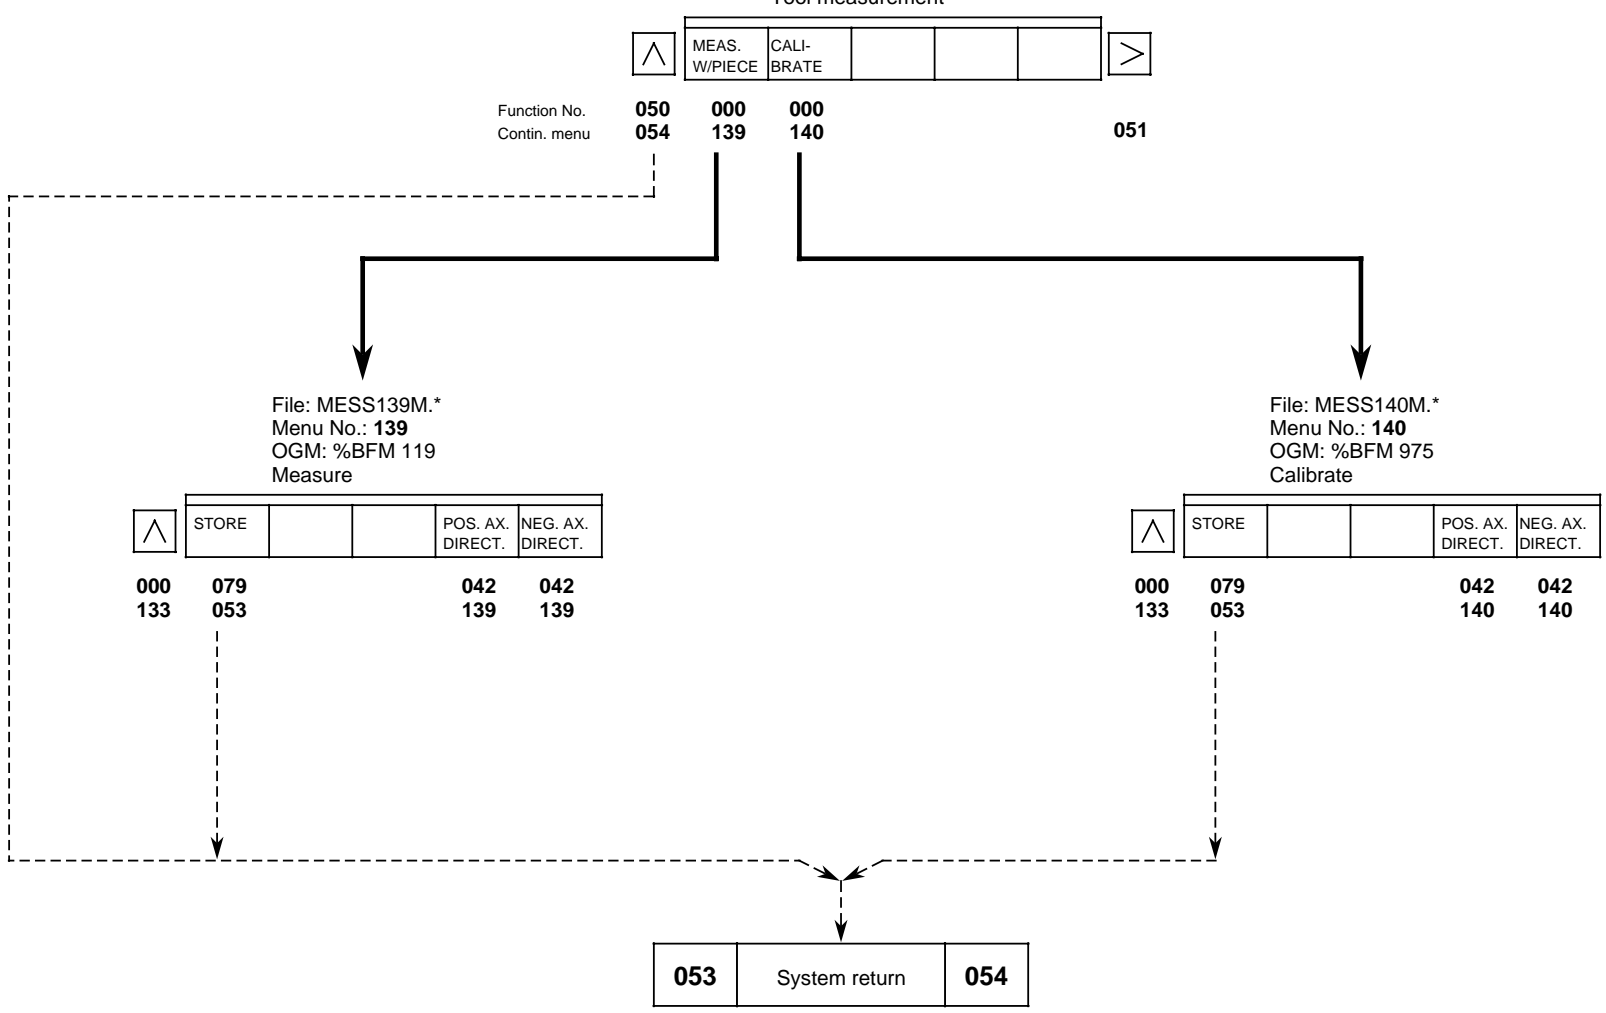 Tool measurement
MEAS. CALI-
W/PIECE BRATE
Function No. 050 000 000
Contin. menu 054 139 140 051
File: MESS139M.*
Menu No.: 139
OGM: %BFM 119
Measure
STORE POS. AX. NEG. AX.
DIRECT. DIRECT.
000 079 042 042
133 053 139 139
File: MESS140M.*
Menu No.: 140
OGM: %BFM 975
Calibrate
STORE POS. AX. NEG. AX.
DIRECT. DIRECT.
000 079 042 042
133 053 140 140
053 System return 054